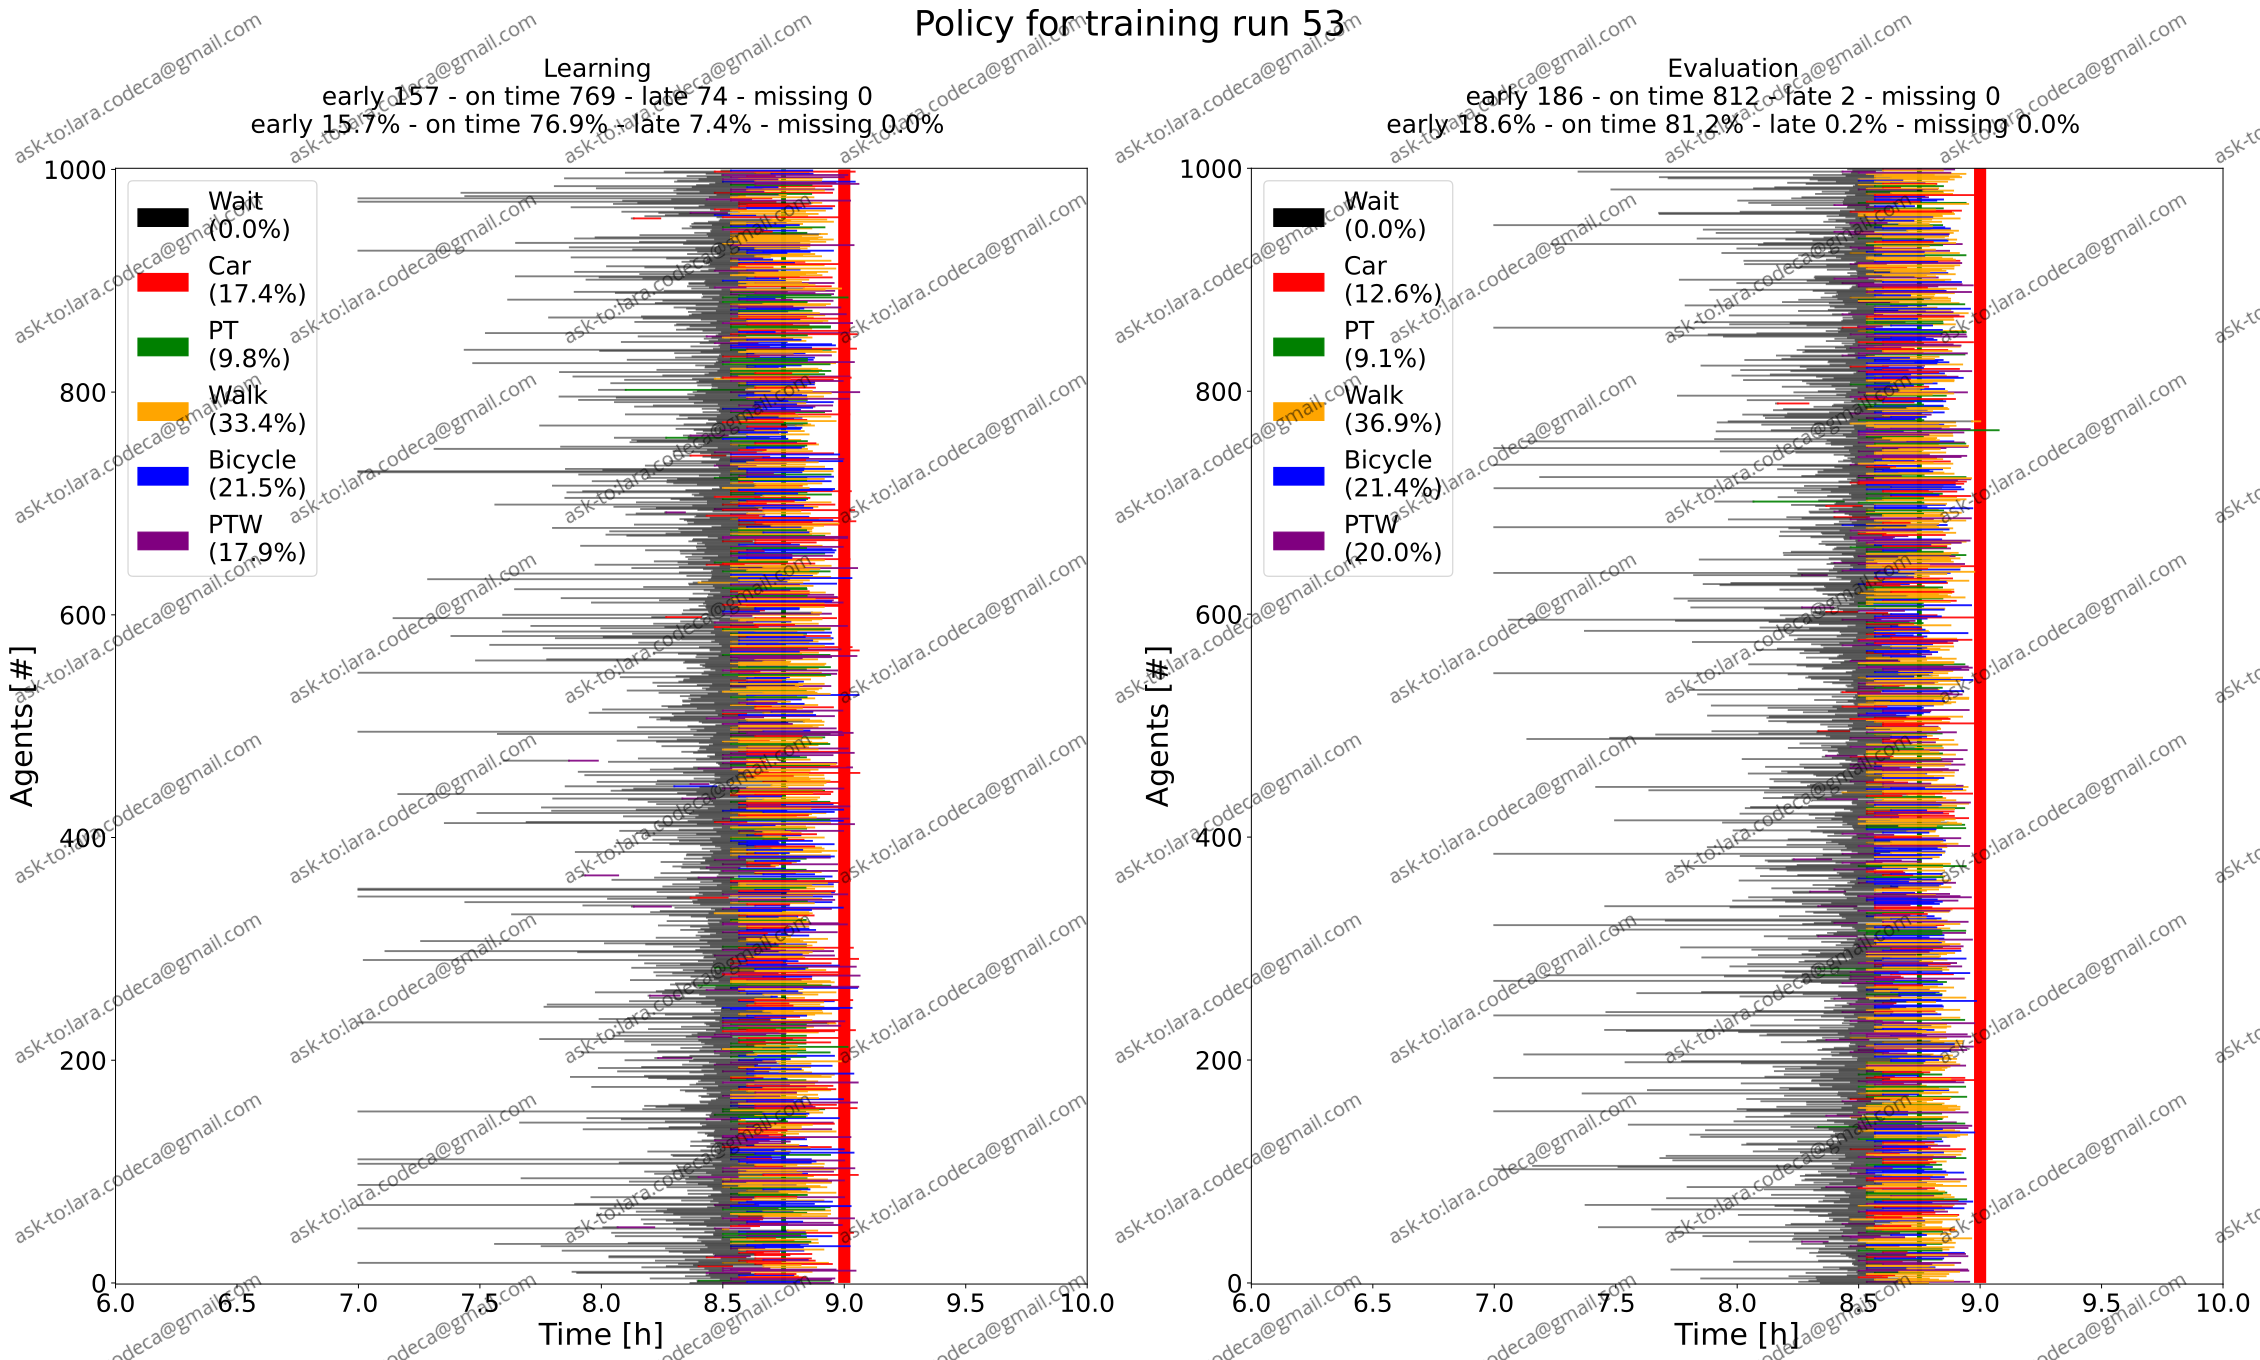 Policy for training run 53
Learning
early 157 - on time 769 - late 74 - missing 0
early 15.7% - on time 76.9% - late 7.4% - missing 0.0%
1000
800
600
400
200
0
Agents [#]
Wait
(0.0%)
Car
(17.4%)
PT
(9.8%)
Walk
(33.4%)
Bicycle
(21.5%)
PTW
(17.9%)
6.0 6.5 7.0 7.5 8.0 8.5 9.0 9.5 10.0
Time [h]
Evaluation
early 186 - on time 812 - late 2 - missing 0
early 18.6% - on time 81.2% - late 0.2% - missing 0.0%
1000
800
600
400
200
0
Agents [#]
Wait
(0.0%)
Car
(12.6%)
PT
(9.1%)
Walk
(36.9%)
Bicycle
(21.4%)
PTW
(20.0%)
6.0 6.5 7.0 7.5 8.0 8.5 9.0 9.5 10.0
Time [h]
ask-to:lara.codeca@gmail.com